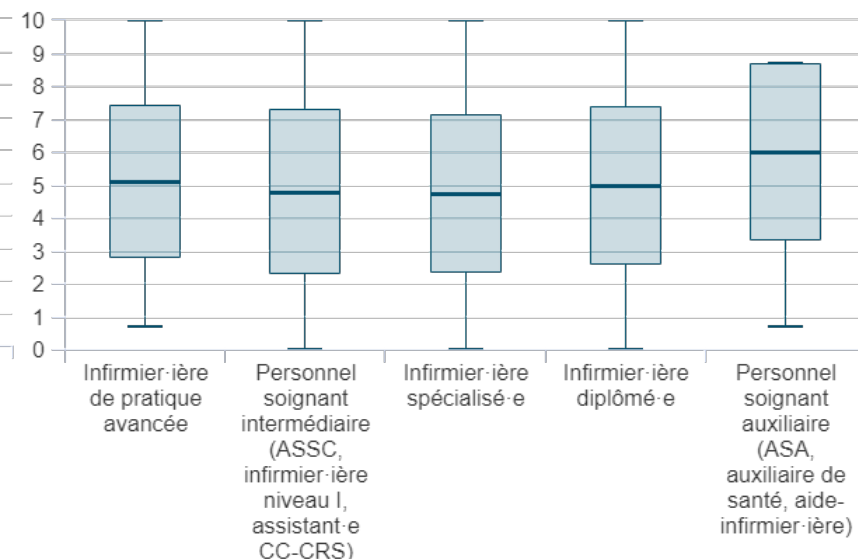 10
9
8
7
6
5
4
3
2
1
0
Infirmier·ière
de pratique
avancée
Personnel
soignant
intermédiaire
(ASSC,
infirmier·ière
niveau I,
assistant·e
CC-CRS)
Infirmier·ière
spécialisé·e
Infirmier·ière
diplômé·e
Personnel
soignant
auxiliaire
(ASA,
auxiliaire de
santé, aide-
infirmier·ière)